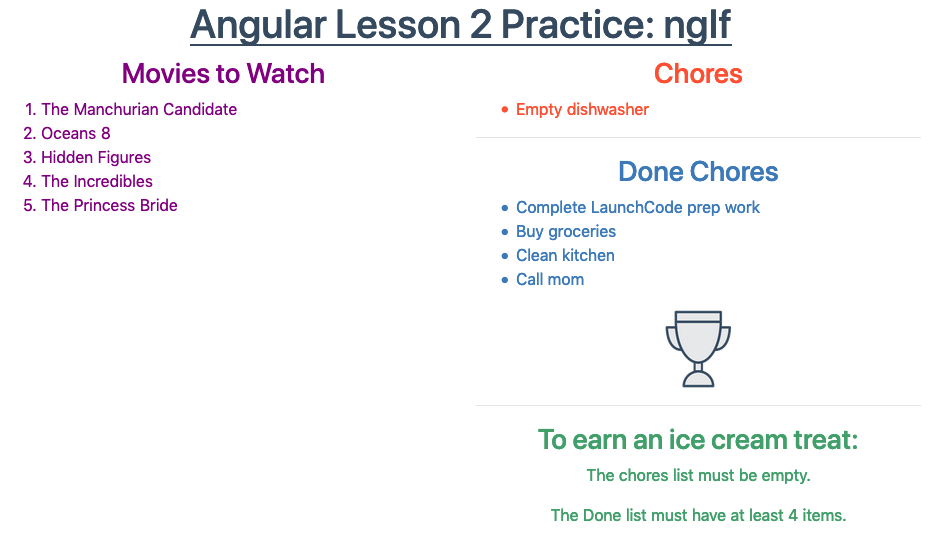 Angular Lesson 2 Practice: ngIf
Movies to Watch
1. The Manchurian Candidate
2. Oceans 8
3. Hidden Figures
4. The Incredibles
5. The Princess Bride
Chores
• Empty dishwasher
Done Chores
• Complete LaunchCode prep work
• Buy groceries
• Clean kitchen
• Call mom
To earn an ice cream treat:
The chores list must be empty.
The Done list must have at least 4 items.